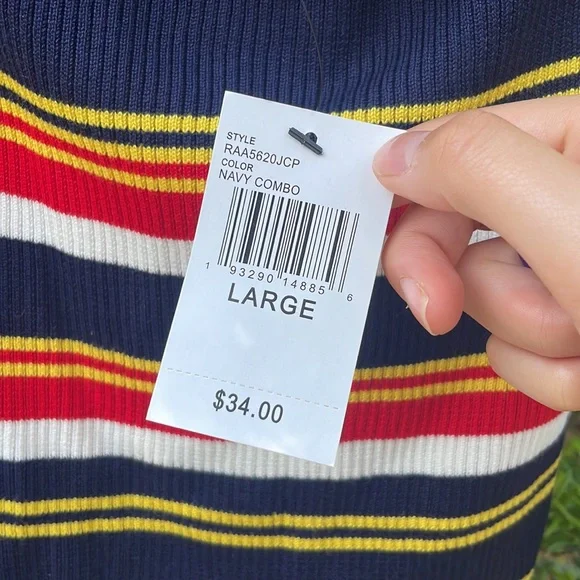 STYLE
RAA5620JCP
COLOR
NAVY COMBO
1 93290 14885 6
LARGE
$34.00